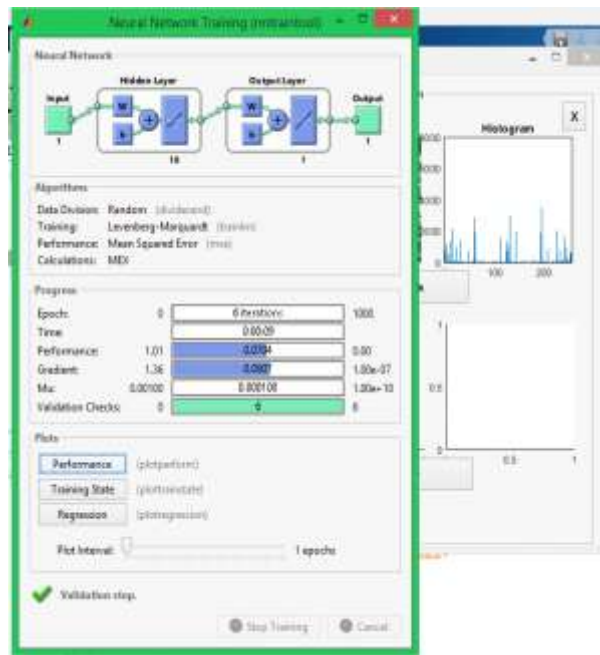 Neural Network Training (nntraintool)
Neural Network
Hidden Layer Output Layer
Input Output
W W
b b
+ +
1 1
10 1
Algorithms
Data Division: Random (dividerand)
Training: Levenberg-Marquardt (trainlm)
Performance: Mean Squared Error (mse)
Calculations: MEX
Progress
Epoch: 0 6 iterations 1000
Time: 0:00:09
Performance: 1.01 0.0704 0.00
Gradient: 1.36 1.00e-07
Mu: 0.00100 0.000100 1.00e+10
Validation Checks: 0 6 6
Plots
Performance (plotperform)
Training State (plottrainstate)
Regression (plotregression)
Plot Interval: 1 epochs
Validation stop.
Stop Training Cancel
X
Histogram
100 200
0.5
0
0.5 1